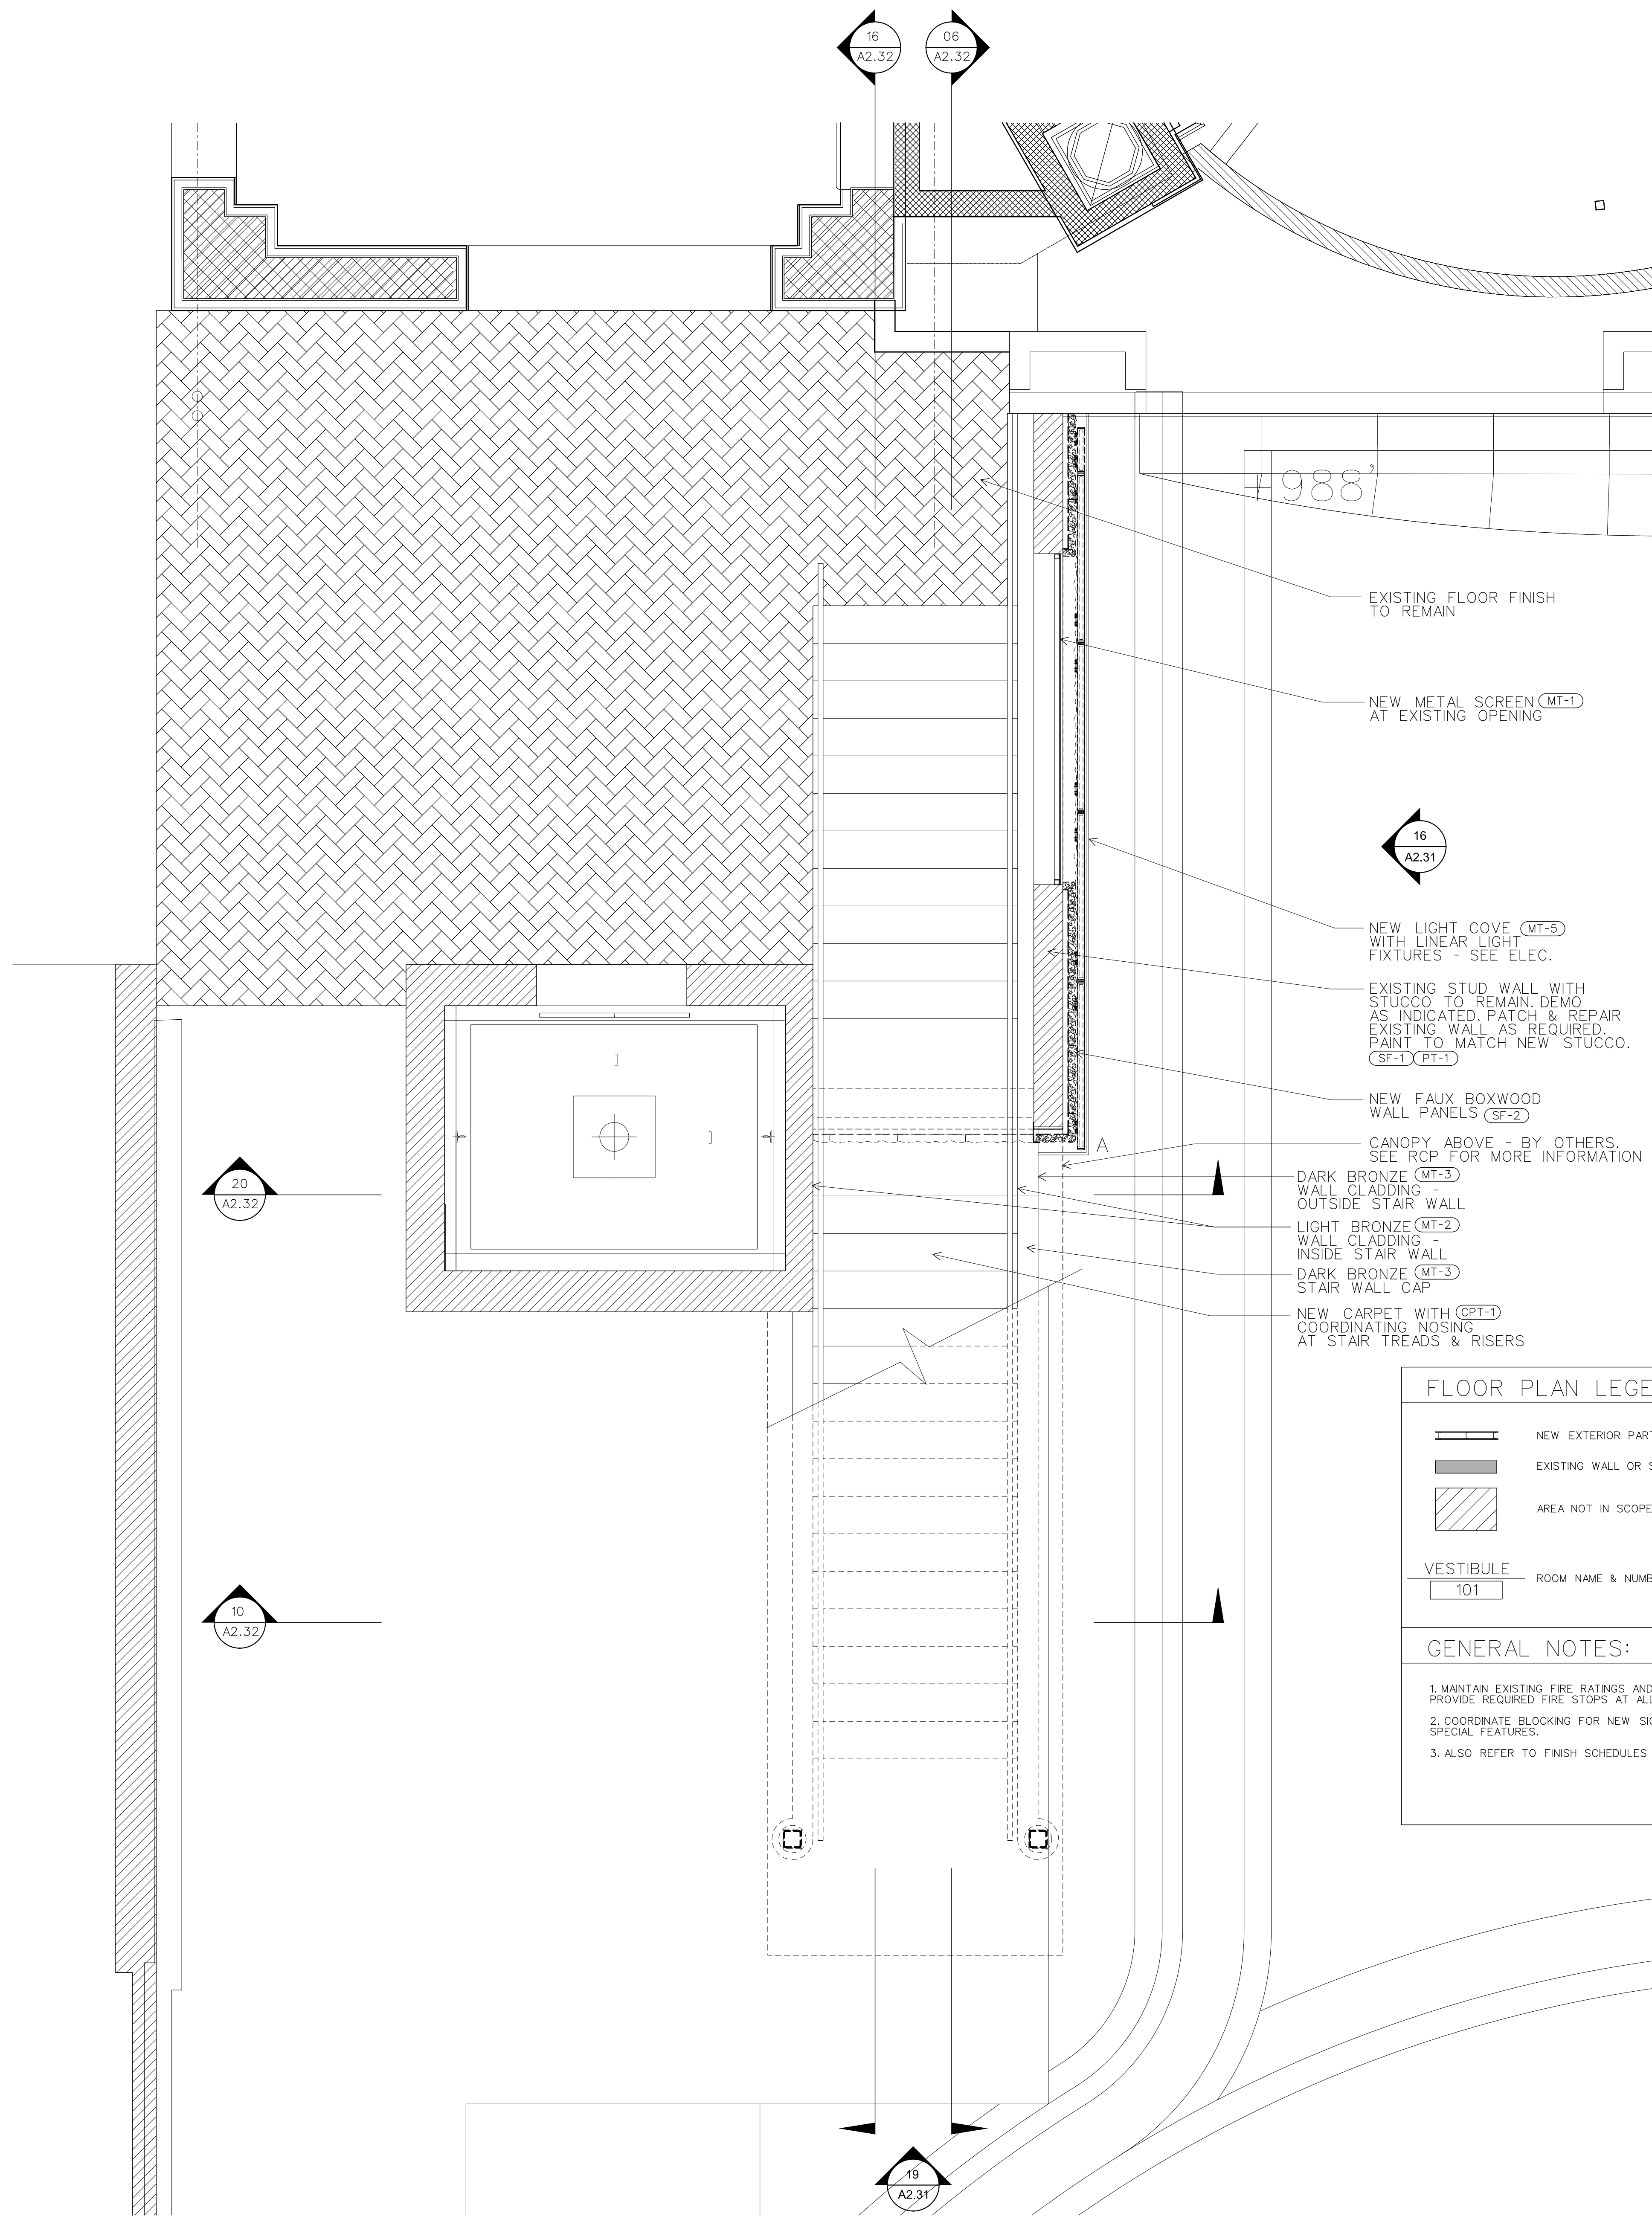 16
A2.32
06
A2.32
+988'
EXISTING FLOOR FINISH
TO REMAIN
NEW METAL SCREEN MT-1
AT EXISTING OPENING
16
A2.31
NEW LIGHT COVE MT-5
WITH LINEAR LIGHT
FIXTURES - SEE ELEC.
EXISTING STUD WALL WITH
STUCCO TO REMAIN. DEMO
AS INDICATED. PATCH & REPAIR
EXISTING WALL AS REQUIRED.
PAINT TO MATCH NEW STUCCO.
SF-1 PT-1
NEW FAUX BOXWOOD
WALL PANELS SF-2
A
CANOPY ABOVE - BY OTHERS.
SEE RCP FOR MORE INFORMATION
DARK BRONZE MT-3
WALL CLADDING -
OUTSIDE STAIR WALL
LIGHT BRONZE MT-2
WALL CLADDING -
INSIDE STAIR WALL
DARK BRONZE MT-3
STAIR WALL CAP
NEW CARPET WITH CPT-1
COORDINATING NOSING
AT STAIR TREADS & RISERS
20
A2.32
10
A2.32
19
A2.31
FLOOR PLAN LEGE
NEW EXTERIOR PART
EXISTING WALL OR S
AREA NOT IN SCOPE
VESTIBULE
101
ROOM NAME & NUMB
GENERAL NOTES:
1. MAINTAIN EXISTING FIRE RATINGS AND
PROVIDE REQUIRED FIRE STOPS AT ALL
2. COORDINATE BLOCKING FOR NEW SIG
SPECIAL FEATURES.
3. ALSO REFER TO FINISH SCHEDULES